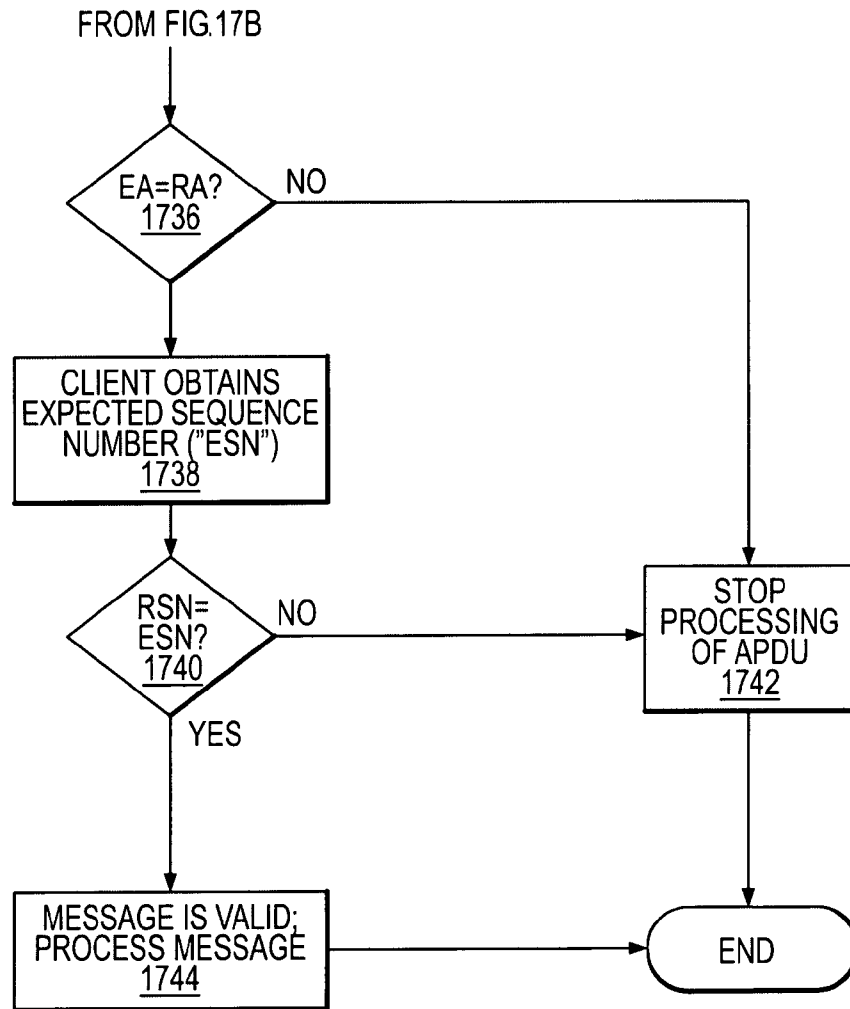 FROM FIG.17B
EA=RA?
1736
NO
CLIENT OBTAINS
EXPECTED SEQUENCE
NUMBER ("ESN")
1738
RSN=
ESN?
1740
NO
YES
STOP
PROCESSING
OF APDU
1742
MESSAGE IS VALID;
PROCESS MESSAGE
1744
END